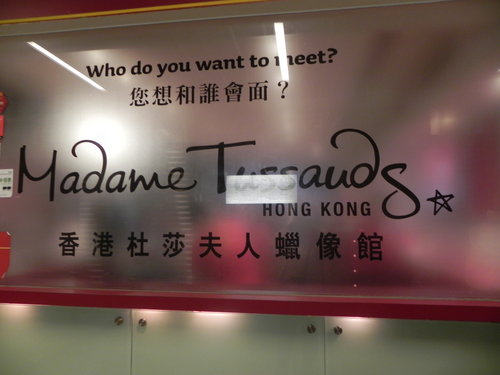 Who do you want to meet?
您想和誰會面？
Madame Tussauds
HONG KONG
香港杜莎夫人蠟像館